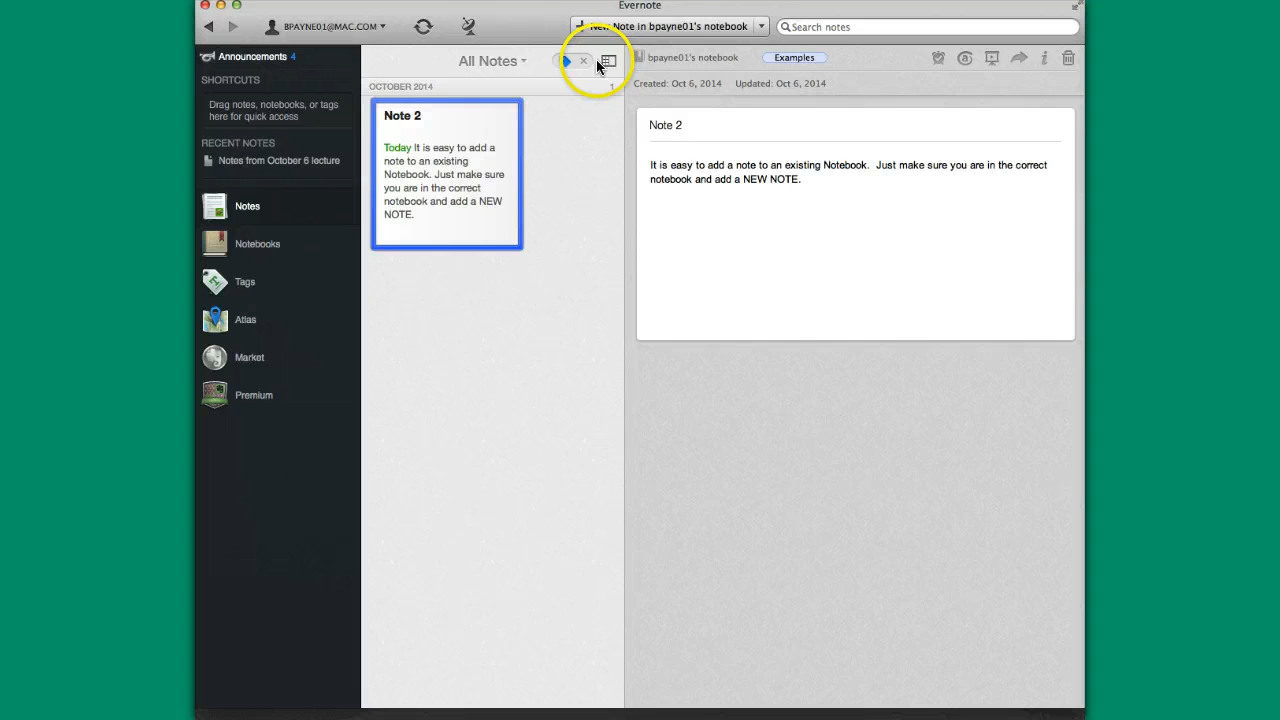 Evernote
BPAYNE01@MAC.COM
New Note in bpayne01's notebook
Search notes
Announcements 4
SHORTCUTS
Drag notes, notebooks, or tags
here for quick access
RECENT NOTES
Notes from October 6 lecture
Notes
Notebooks
Tags
Atlas
Market
Premium
All Notes
OCTOBER 2014 1
Note 2
Today It is easy to add a
note to an existing
Notebook. Just make sure
you are in the correct
notebook and add a NEW
NOTE.
bpayne01's notebook Examples
Created: Oct 6, 2014 Updated: Oct 6, 2014
Note 2
It is easy to add a note to an existing Notebook. Just make sure you are in the correct
notebook and add a NEW NOTE.